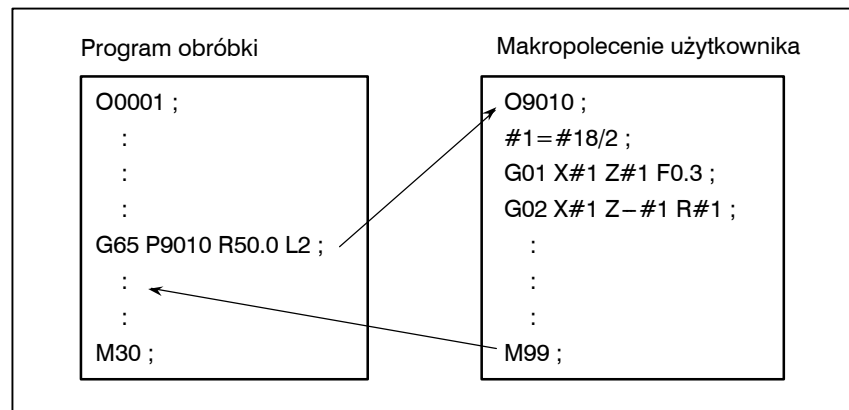 Program obróbki
O0001 ;
:
:
:
G65 P9010 R50.0 L2 ;
:
:
M30 ;
Makropolecenie użytkownika
O9010 ;
#1=#18/2 ;
G01 X#1 Z#1 F0.3 ;
G02 X#1 Z−#1 R#1 ;
:
:
:
M99 ;